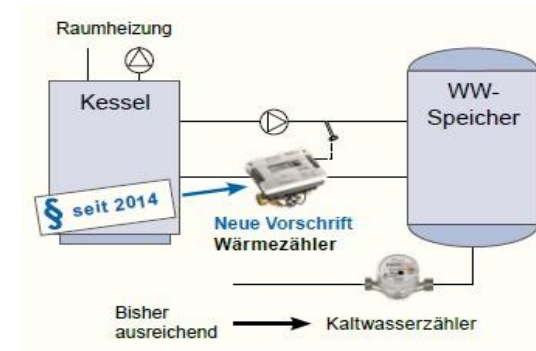 Raumheizung
Kessel
WW-
Speicher
§ seit 2014
Neue Vorschrift
Wärmezähler
Bisher
ausreichend
Kaltwasserzähler